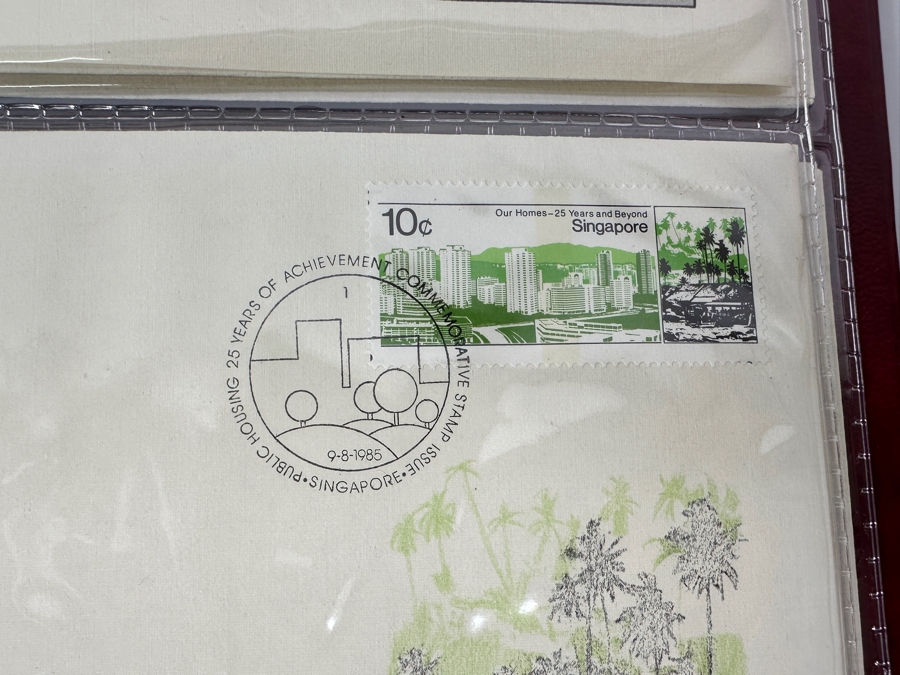 10¢
Our Homes–25 Years and Beyond
Singapore
PUBLIC HOUSING 25 YEARS OF ACHIEVEMENT COMMEMORATIVE STAMP ISSUE
1
9-8-1985
•SINGAPORE•